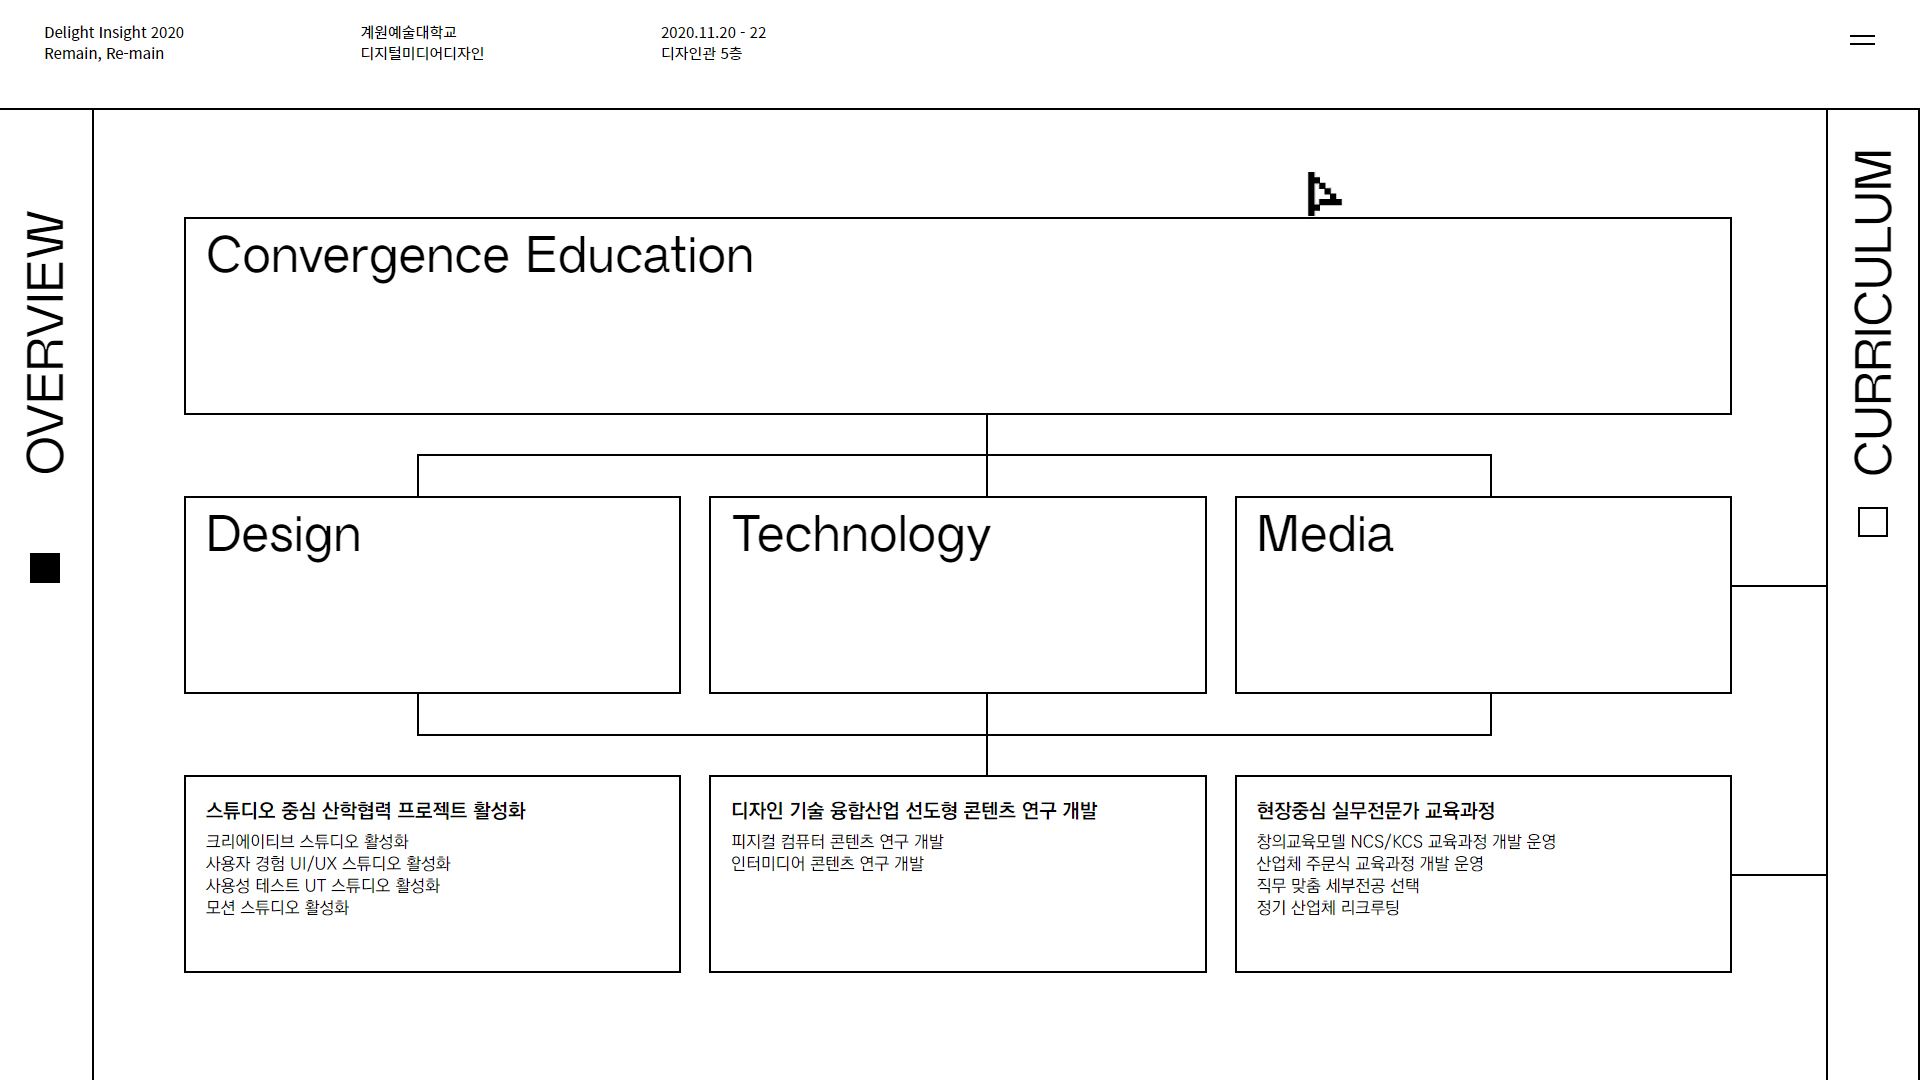 Delight Insight 2020
Remain, Re-main
계원예술대학교
디지털미디어디자인
2020.11.20 - 22
디자인관 5층
OVERVIEW
CURRICULUM
Convergence Education
Design
Technology
Media
스튜디오 중심 산학협력 프로젝트 활성화
크리에이티브 스튜디오 활성화
사용자 경험 UI/UX 스튜디오 활성화
사용성 테스트 UT 스튜디오 활성화
모션 스튜디오 활성화
디자인 기술 융합산업 선도형 콘텐츠 연구 개발
피지컬 컴퓨터 콘텐츠 연구 개발
인터미디어 콘텐츠 연구 개발
현장중심 실무전문가 교육과정
창의교육모델 NCS/KCS 교육과정 개발 운영
산업체 주문식 교육과정 개발 운영
직무 맞춤 세부전공 선택
정기 산업체 리크루팅